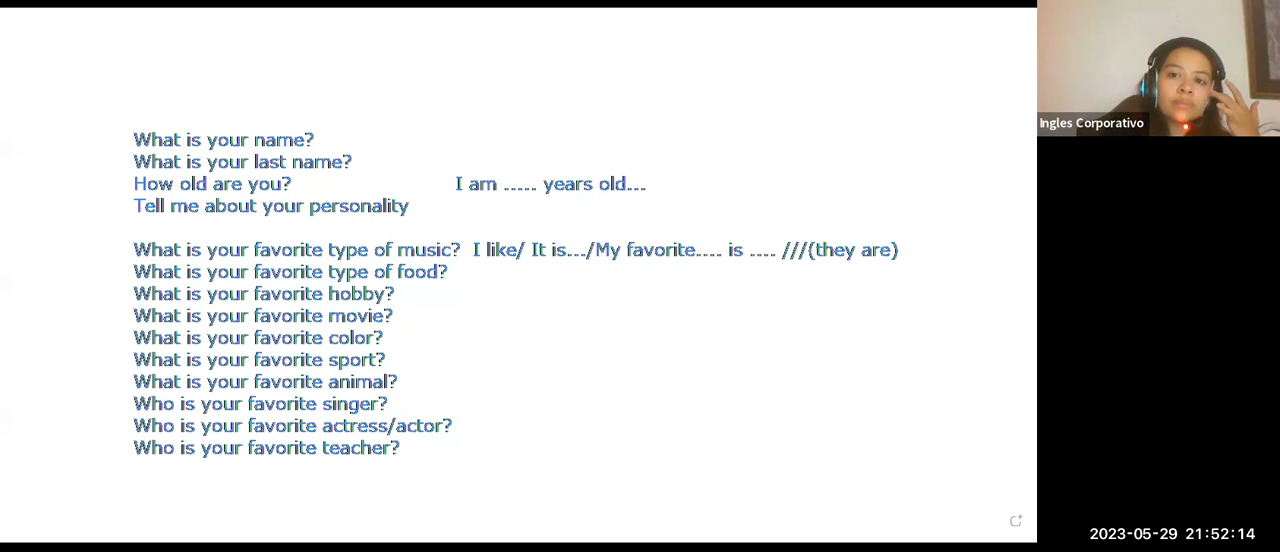 What is your name?
What is your last name?
How old are you? I am ..... years old...
Tell me about your personality
What is your favorite type of music? I like/ It is.../My favorite.... is .... ///(they are)
What is your favorite type of food?
What is your favorite hobby?
What is your favorite movie?
What is your favorite color?
What is your favorite sport?
What is your favorite animal?
Who is your favorite singer?
Who is your favorite actress/actor?
Who is your favorite teacher?
Ingles Corporativo
2023-05-29 21:52:14